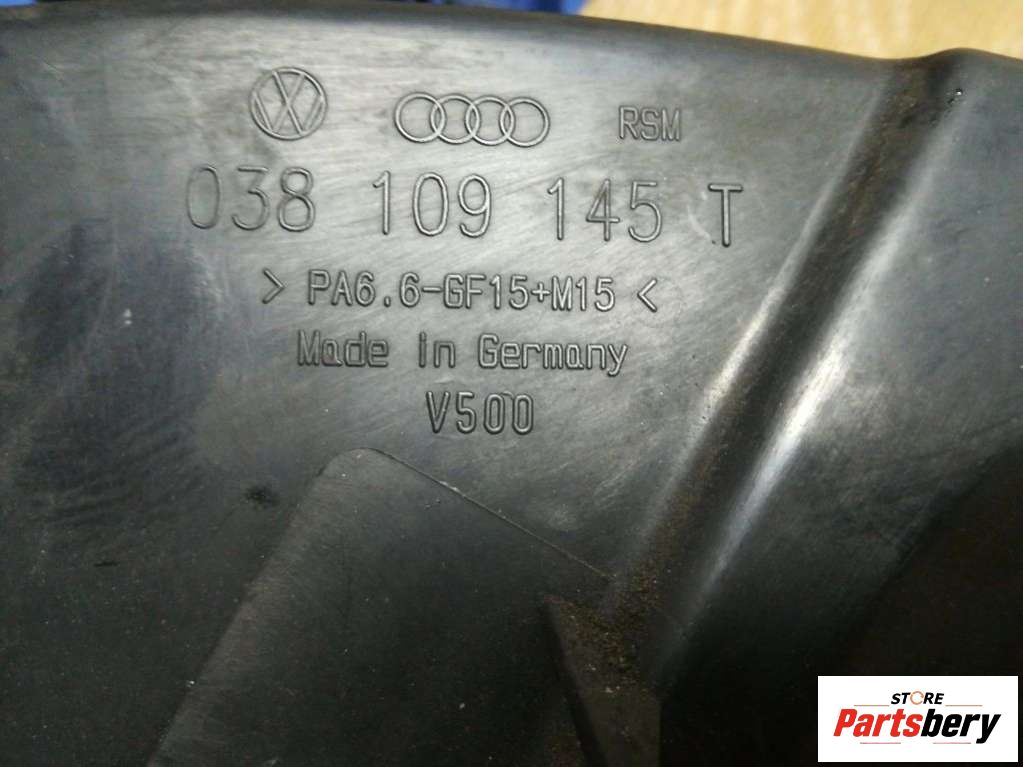 RSM
038 109 145 T
> PA6.6-GF15+M15 <
Made in Germany
V500
STORE
Partsbery